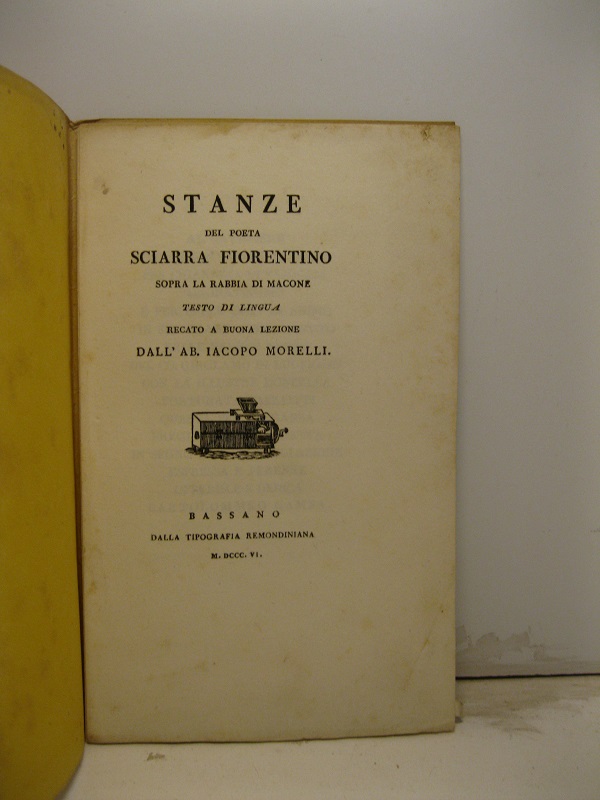 STANZE
DEL POETA
SCIARRA FIORENTINO
SOPRA LA RABBIA DI MACONE
TESTO DI LINGUA
RECATO A BUONA LEZIONE
DALL' AB. IACOPO MORELLI.
BASSANO
DALLA TIPOGRAFIA REMONDINIANA
M. DCCC. VI.